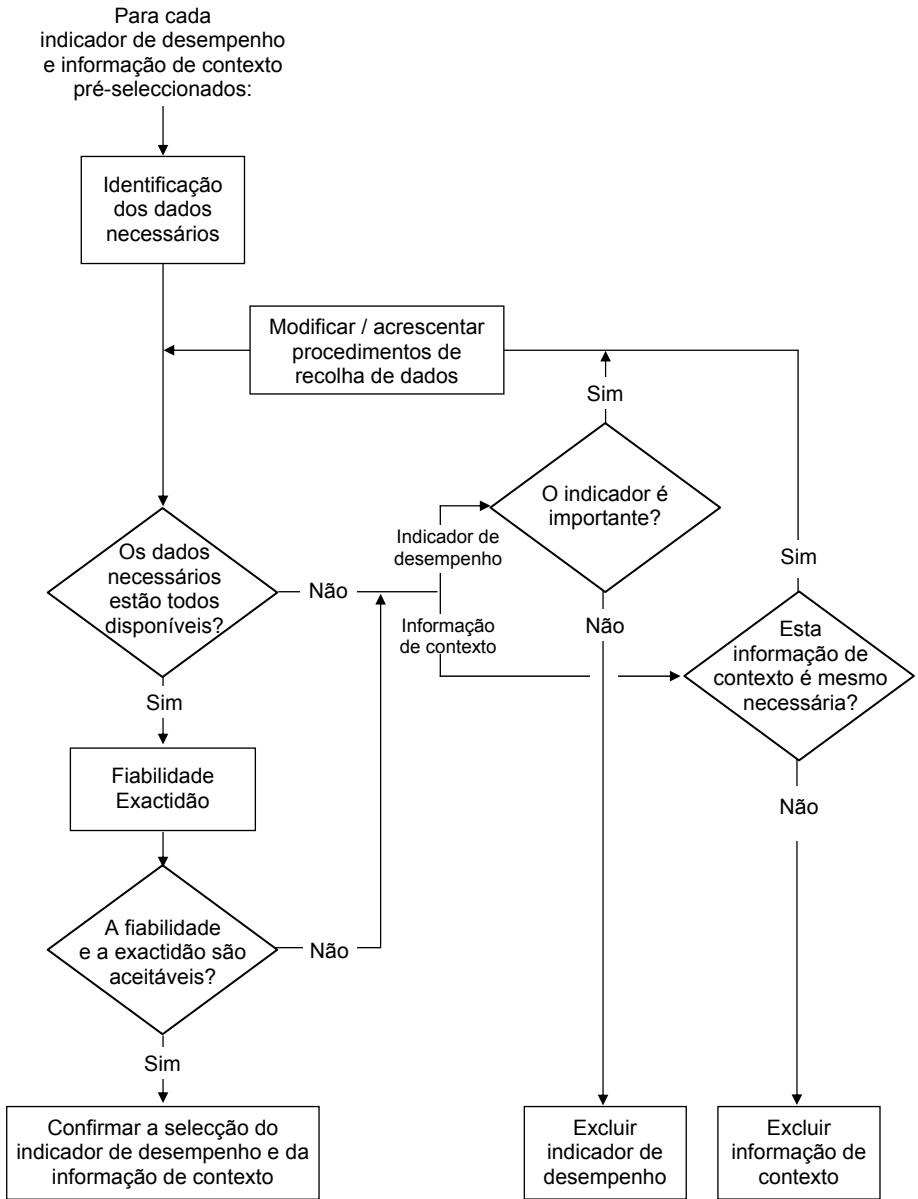 Para cada
indicador de desempenho
e informação de contexto
pré-seleccionados:
Identificação
dos dados
necessários
Modificar / acrescentar
procedimentos de
recolha de dados
Sim
O indicador é
importante?
Indicador de
desempenho
Os dados
necessários
estão todos
disponíveis?
Não
Informação
de contexto
Não
Sim
Esta
informação de
contexto é mesmo
necessária?
Sim
Fiabilidade
Exactidão
Não
A fiabilidade
e a exactidão são
aceitáveis?
Não
Sim
Confirmar a selecção do
indicador de desempenho e da
informação de contexto
Excluir
indicador de
desempenho
Excluir
informação de
contexto